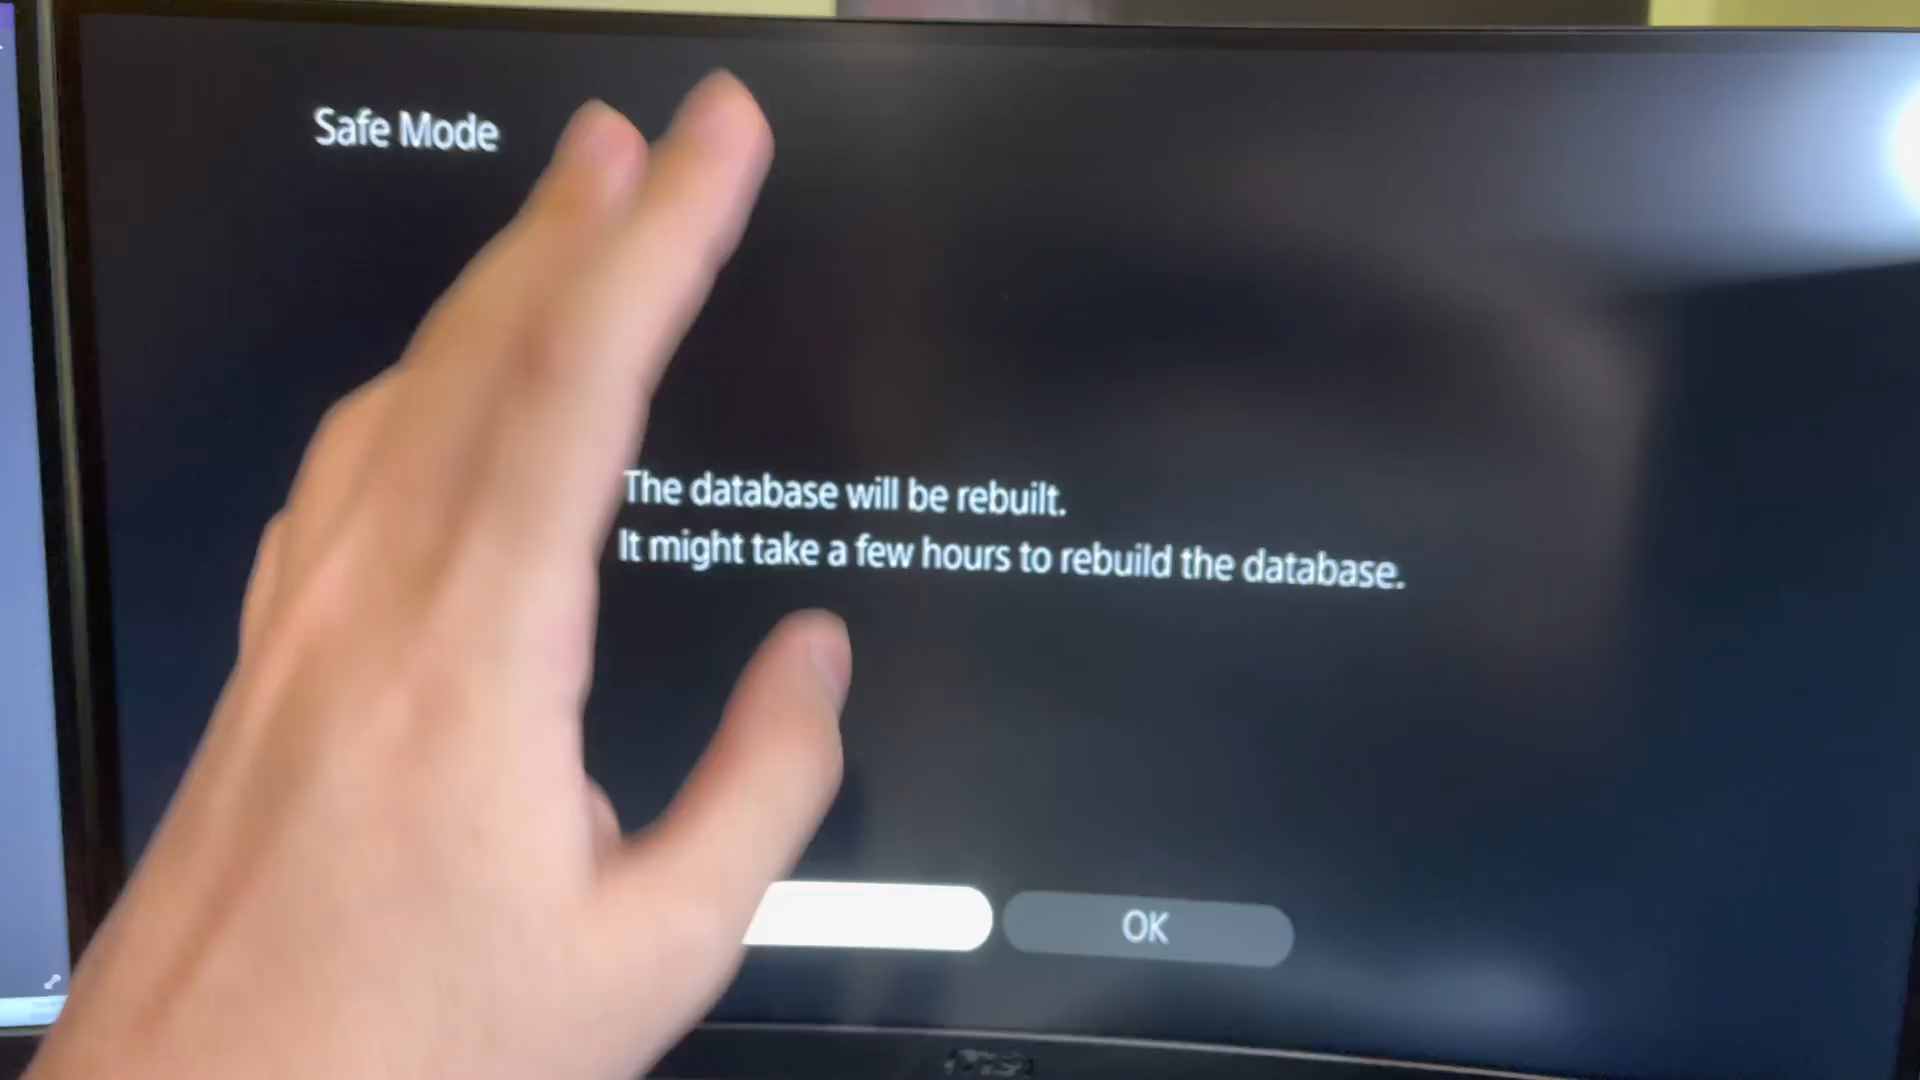 Safe Mode
The database will be rebuilt.
It might take a few hours to rebuild the database.
OK